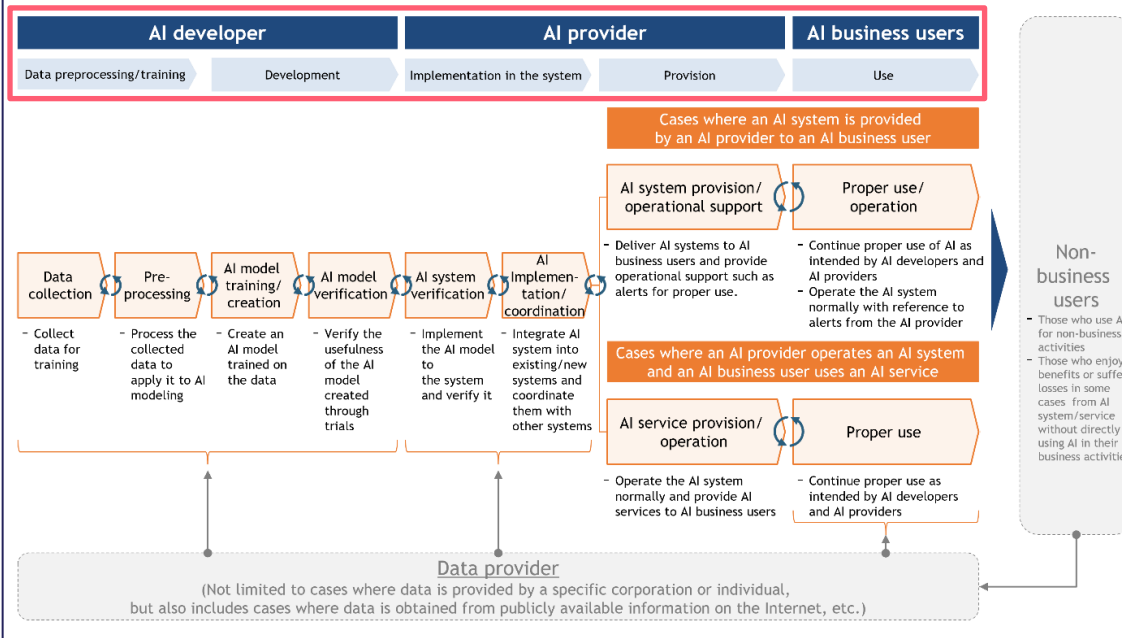 AI developer
AI provider
AI business users
Data preprocessing/training
Development
Implementation in the system
Provision
Use
Cases where an AI system is provided
by an AI provider to an AI business user
AI system provision/
operational support
Proper use/
operation
- Deliver AI systems to AI
business users and provide
operational support such as
alerts for proper use.
- Continue proper use of AI as
intended by AI developers and
AI providers
- Operate the AI system
normally with reference to
alerts from the AI provider
Data
collection
Pre-
processing
AI model
training/
creation
AI model
verification
AI system
verification
AI
Implemen-
tation/
coordination
- Collect
data for
training
- Process the
collected
data to
apply it to AI
modeling
- Create an
AI model
trained on
the data
- Verify the
usefulness
of the AI
model
created
through
trials
- Implement
the AI model
to
the system
and verify it
- Integrate AI
system into
existing/new
systems and
coordinate
them with
other systems
Cases where an AI provider operates an AI system
and an AI business user uses an AI service
AI service provision/
operation
Proper use
- Operate the AI system
normally and provide AI
services to AI business users
- Continue proper use as
intended by AI developers
and AI providers
Non-
business
users
- Those who use A
for non-business
activities
- Those who enjoy
benefits or suffe
losses in some
cases from AI
system/service
without directly
using AI in their
business activitie
Data provider
(Not limited to cases where data is provided by a specific corporation or individual,
but also includes cases where data is obtained from publicly available information on the Internet, etc.)